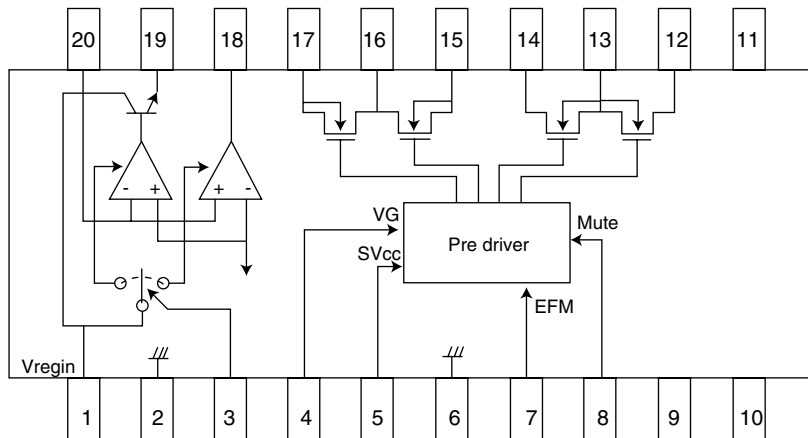 20 19 18 17 16 15 14 13 12 11
- + + -
VG
Mute
Pre driver
SVcc
EFM
Vregin
1 2 3 4 5 6 7 8 9 10